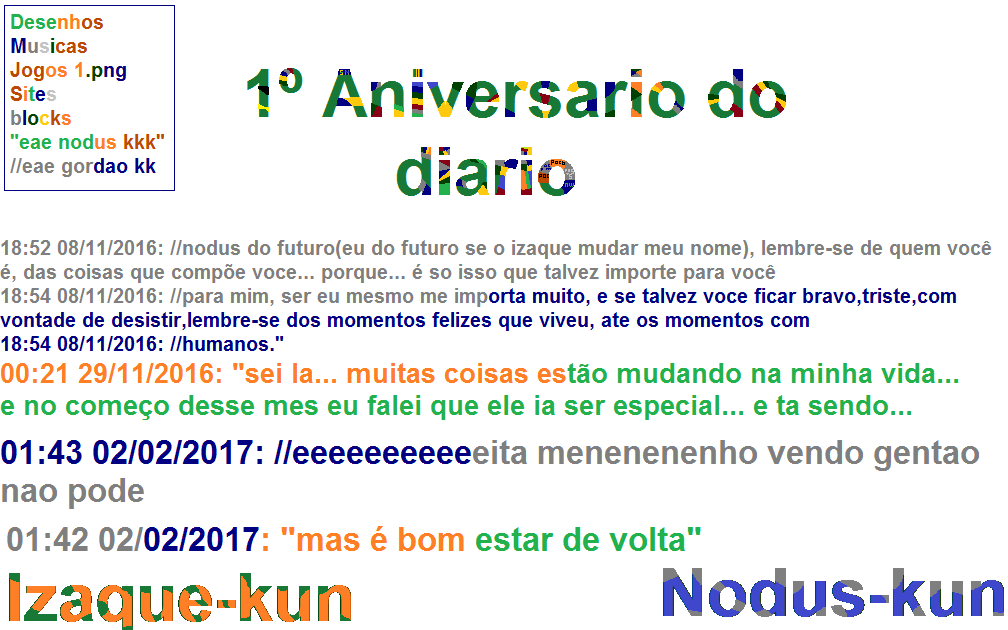 Desenhos
Musicas
Jogos 1.png
Sites
blocks
"eae nodus kkk"
//eae gordao kk
1º Aniversario do
diario
18:52 08/11/2016: //nodus do futuro(eu do futuro se o izaque mudar meu nome), lembre-se de quem você
é, das coisas que compõe voce... porque... é so isso que talvez importe para você
18:54 08/11/2016: //para mim, ser eu mesmo me importa muito, e se talvez voce ficar bravo,triste,com
vontade de desistir,lembre-se dos momentos felizes que viveu, ate os momentos com
18:54 08/11/2016: //humanos."
00:21 29/11/2016: "sei la... muitas coisas estão mudando na minha vida...
e no começo desse mes eu falei que ele ia ser especial... e ta sendo...
01:43 02/02/2017: //eeeeeeeeeeeita menenenenho vendo gentao
nao pode
01:42 02/02/2017: "mas é bom estar de volta"
Izaque-kun
Nodus-kun